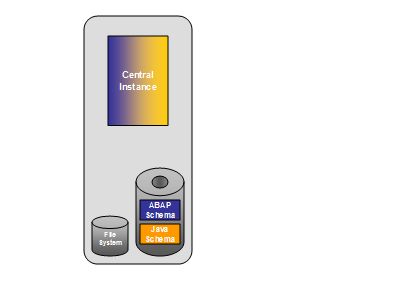 Central
Instance
ABAP
Schema
Java
Schema
File
System